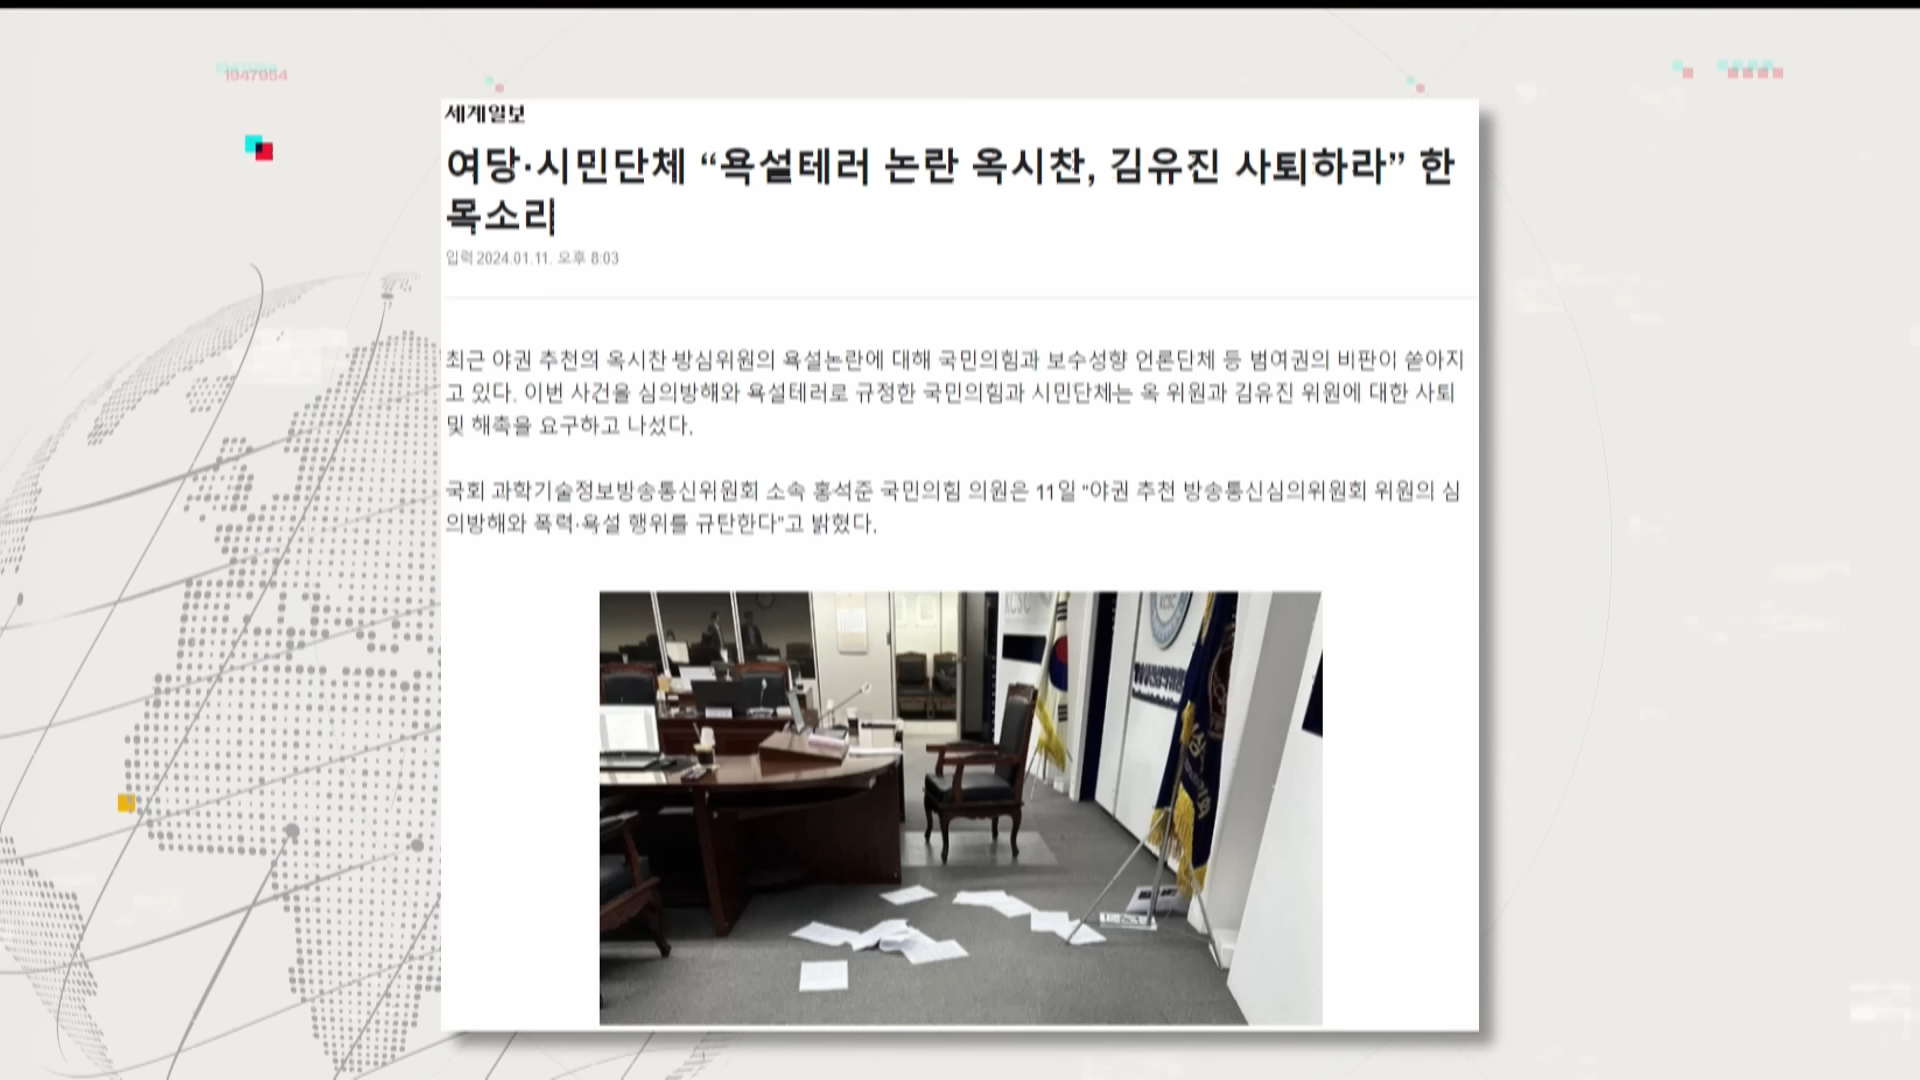 1947954
세계일보
여당·시민단체 “욕설테러 논란 옥시찬, 김유진 사퇴하라” 한
목소리
입력 2024.01.11. 오후 8:03
최근 야권 추천의 옥시찬 방심위원의 욕설논란에 대해 국민의힘과 보수성향 언론단체 등 범여권의 비판이 쏟아지
고 있다. 이번 사건을 심의방해와 욕설테러로 규정한 국민의힘과 시민단체는 옥 위원과 김유진 위원에 대한 사퇴
및 해촉을 요구하고 나섰다.
국회 과학기술정보방송통신위원회 소속 홍석준 국민의힘 의원은 11일 “야권 추천 방송통신심의위원회 위원의 심
의방해와 폭력·욕설 행위를 규탄한다”고 밝혔다.
KCSC
KCSC